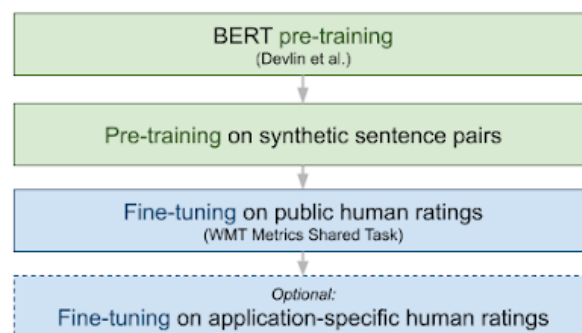 BERT pre-training
(Devlin et al.)
Pre-training on synthetic sentence pairs
Fine-tuning on public human ratings
(WMT Metrics Shared Task)
Optional:
Fine-tuning on application-specific human ratings